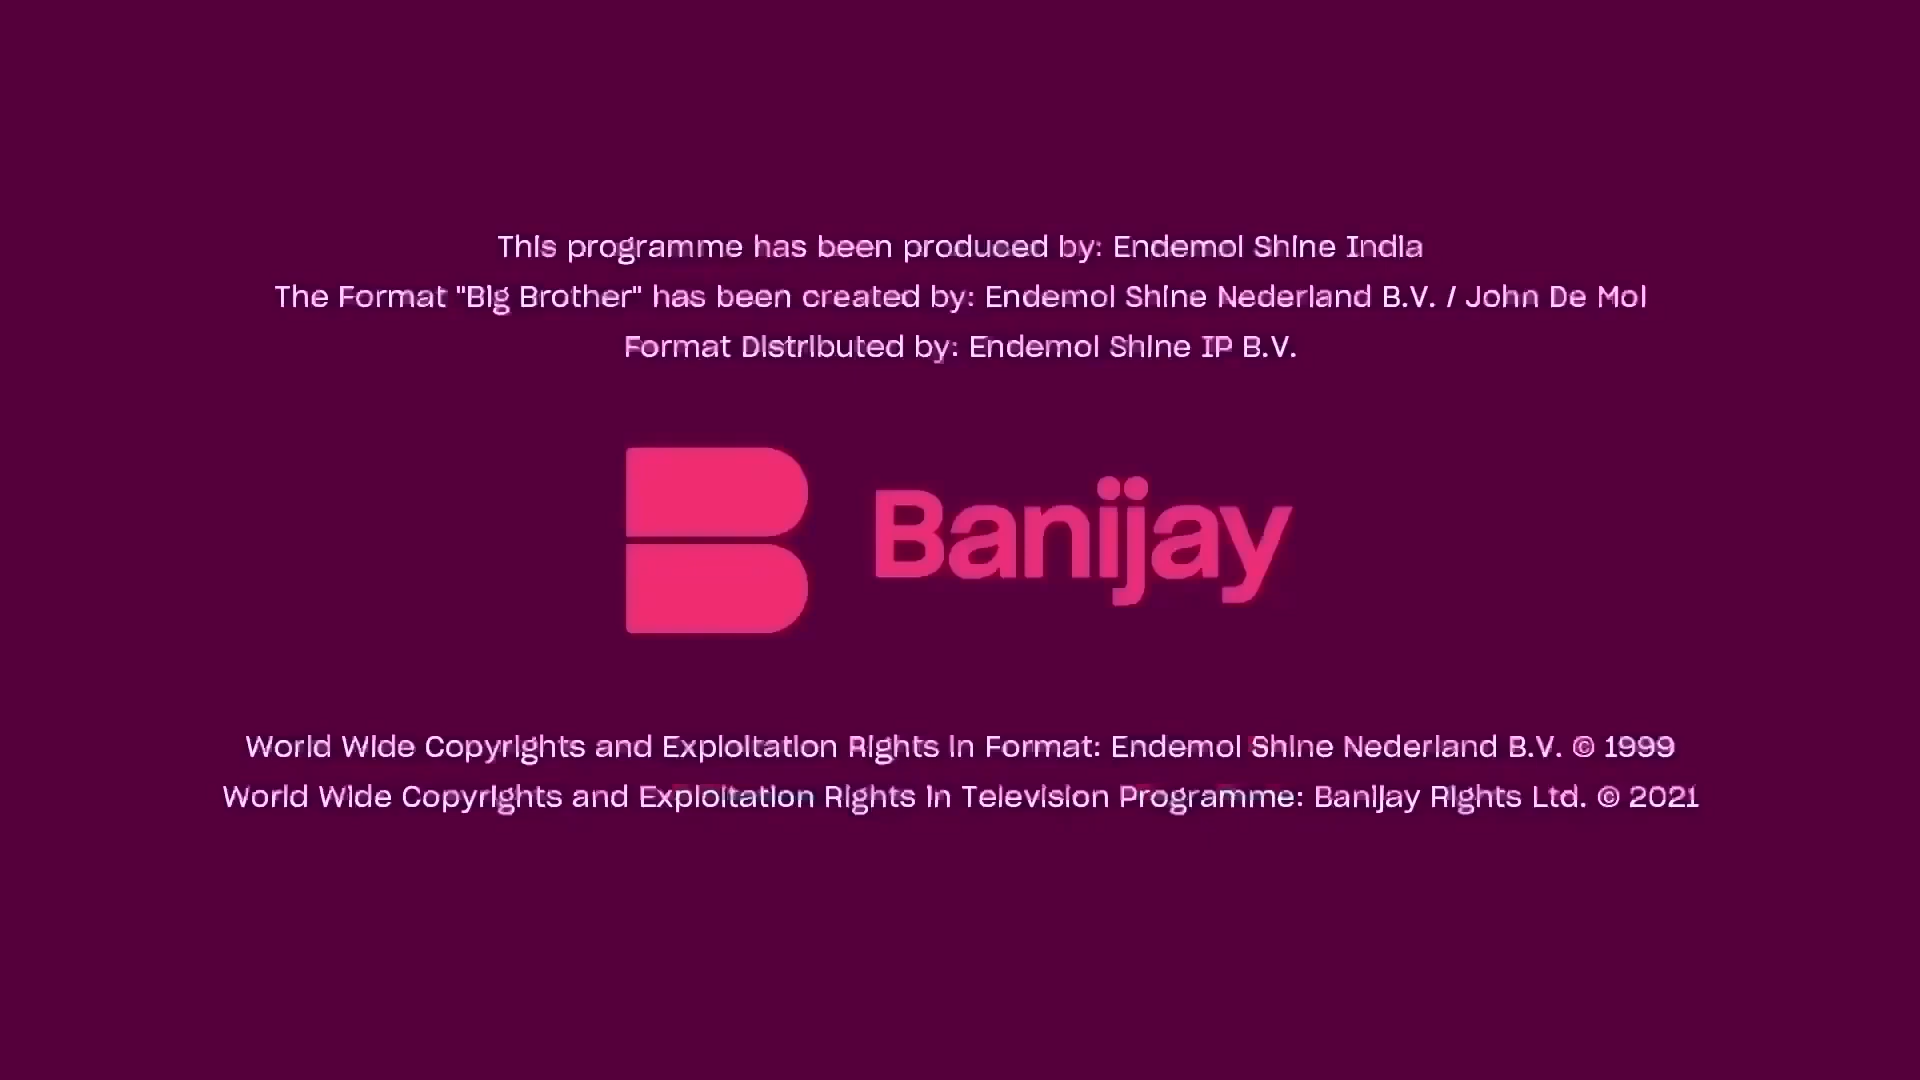 This programme has been produced by: Endemol Shine India
The Format "Big Brother" has been created by: Endemol Shine Nederland B.V. / John De Mol
Format Distributed by: Endemol Shine IP B.V.
Banijay
World Wide Copyrights and Exploitation Rights in Format: Endemol Shine Nederland B.V. © 1999
World Wide Copyrights and Exploitation Rights in Television Programme: Banijay Rights Ltd. © 2021